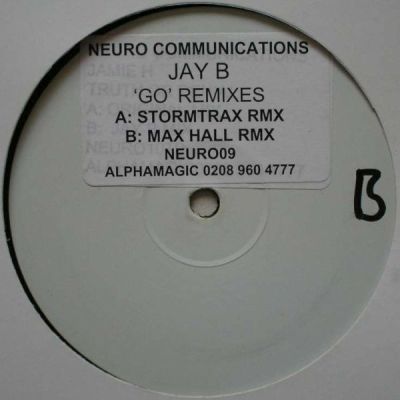 NEURO COMMUNICATIONS
JAY B
'GO' REMIXES
A: STORMTRAX RMX
B: MAX HALL RMX
NEURO09
ALPHAMAGIC 0208 960 4777
B